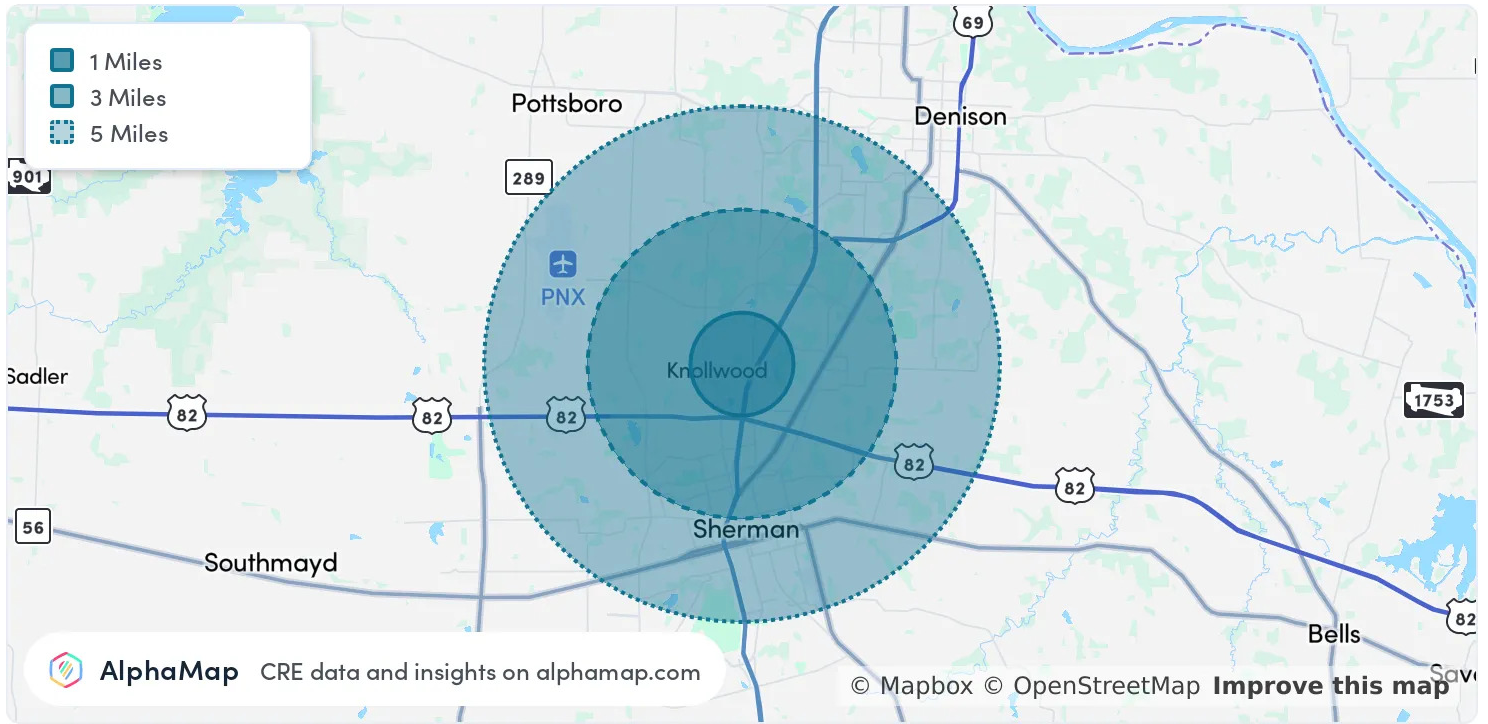 1 Miles
3 Miles
5 Miles
69
Pottsboro
Denison
901
289
PNX
Sadler
Knollwood
82
82
82
1753
82
82
56
Sherman
Southmayd
82
Bells
AlphaMap CRE data and insights on alphamap.com
© Mapbox © OpenStreetMap Improve this map